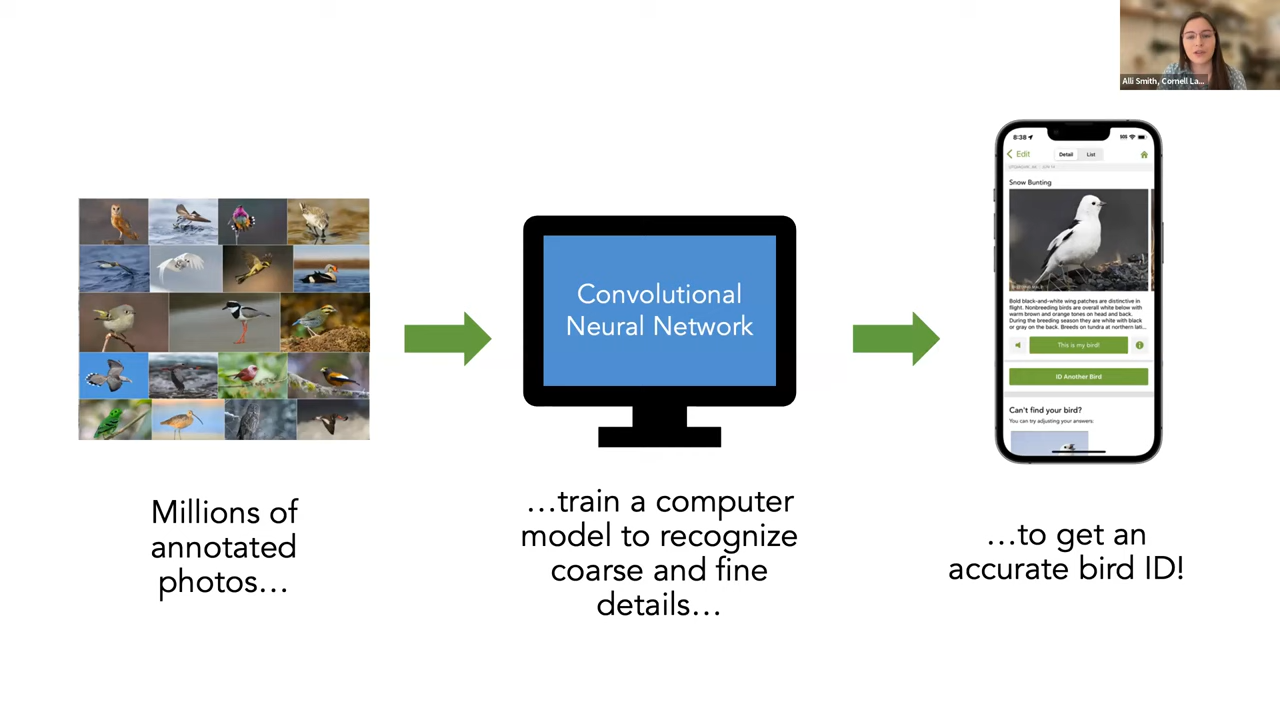 Alli Smith, Cornell La...
8:38
SOS
Edit
Detail
List
Snow Bunting
Bold black-and-white wing patches are distinctive in
flight. Nonbreeding birds are overall white below with
warm brown and orange tones on head and back.
During the breeding season they are white with black
or gray on the back. Breeds on tundra at northern lati...
This is my bird!
ID Another Bird
Can't find your bird?
You can try adjusting your answers:
Convolutional
Neural Network
Millions of
annotated
photos...
...train a computer
model to recognize
coarse and fine
details...
...to get an
accurate bird ID!